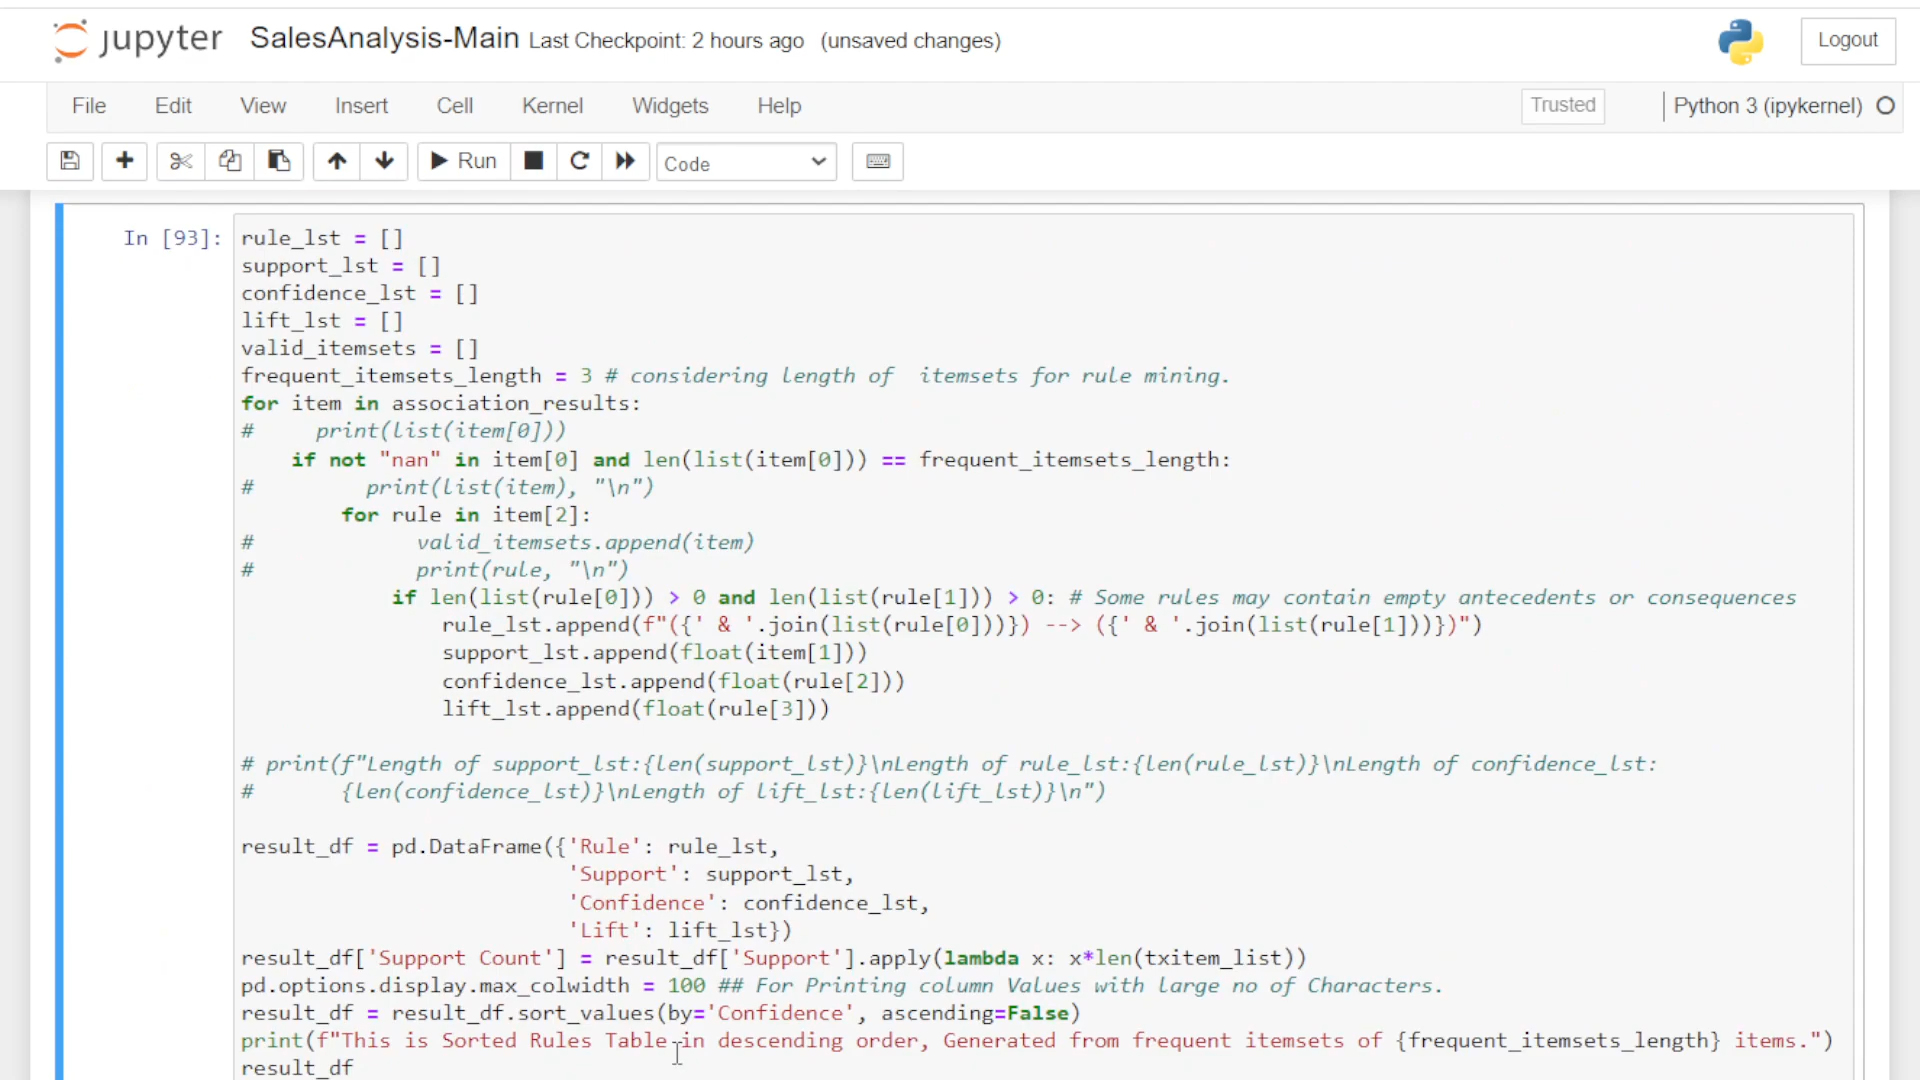 jupyter SalesAnalysis-Main Last Checkpoint: 2 hours ago (unsaved changes) Logout
File Edit View Insert Cell Kernel Widgets Help Trusted Python 3 (ipykernel)
Run Code
In [93]: rule_lst = []
support_lst = []
confidence_lst = []
lift_lst = []
valid_itemsets = []
frequent_itemsets_length = 3 # considering length of  itemsets for rule mining.
for item in association_results:
#     print(list(item[0]))
    if not "nan" in item[0] and len(list(item[0])) == frequent_itemsets_length:
#         print(list(item), "\n")
        for rule in item[2]:
#             valid_itemsets.append(item)
#             print(rule, "\n")
            if len(list(rule[0])) > 0 and len(list(rule[1])) > 0: # Some rules may contain empty antecedents or consequences
                rule_lst.append(f"({' & '.join(list(rule[0]))}) --> ({' & '.join(list(rule[1]))})")
                support_lst.append(float(item[1]))
                confidence_lst.append(float(rule[2]))
                lift_lst.append(float(rule[3]))
# print(f"Length of support_lst:{len(support_lst)}\nLength of rule_lst:{len(rule_lst)}\nLength of confidence_lst:
#       {len(confidence_lst)}\nLength of lift_lst:{len(lift_lst)}\n")
result_df = pd.DataFrame({'Rule': rule_lst,
                          'Support': support_lst,
                          'Confidence': confidence_lst,
                          'Lift': lift_lst})
result_df['Support Count'] = result_df['Support'].apply(lambda x: x*len(txitem_list))
pd.options.display.max_colwidth = 100 ## For Printing column Values with large no of Characters.
result_df = result_df.sort_values(by='Confidence', ascending=False)
print(f"This is Sorted Rules Table in descending order, Generated from frequent itemsets of {frequent_itemsets_length} items.")
result_df